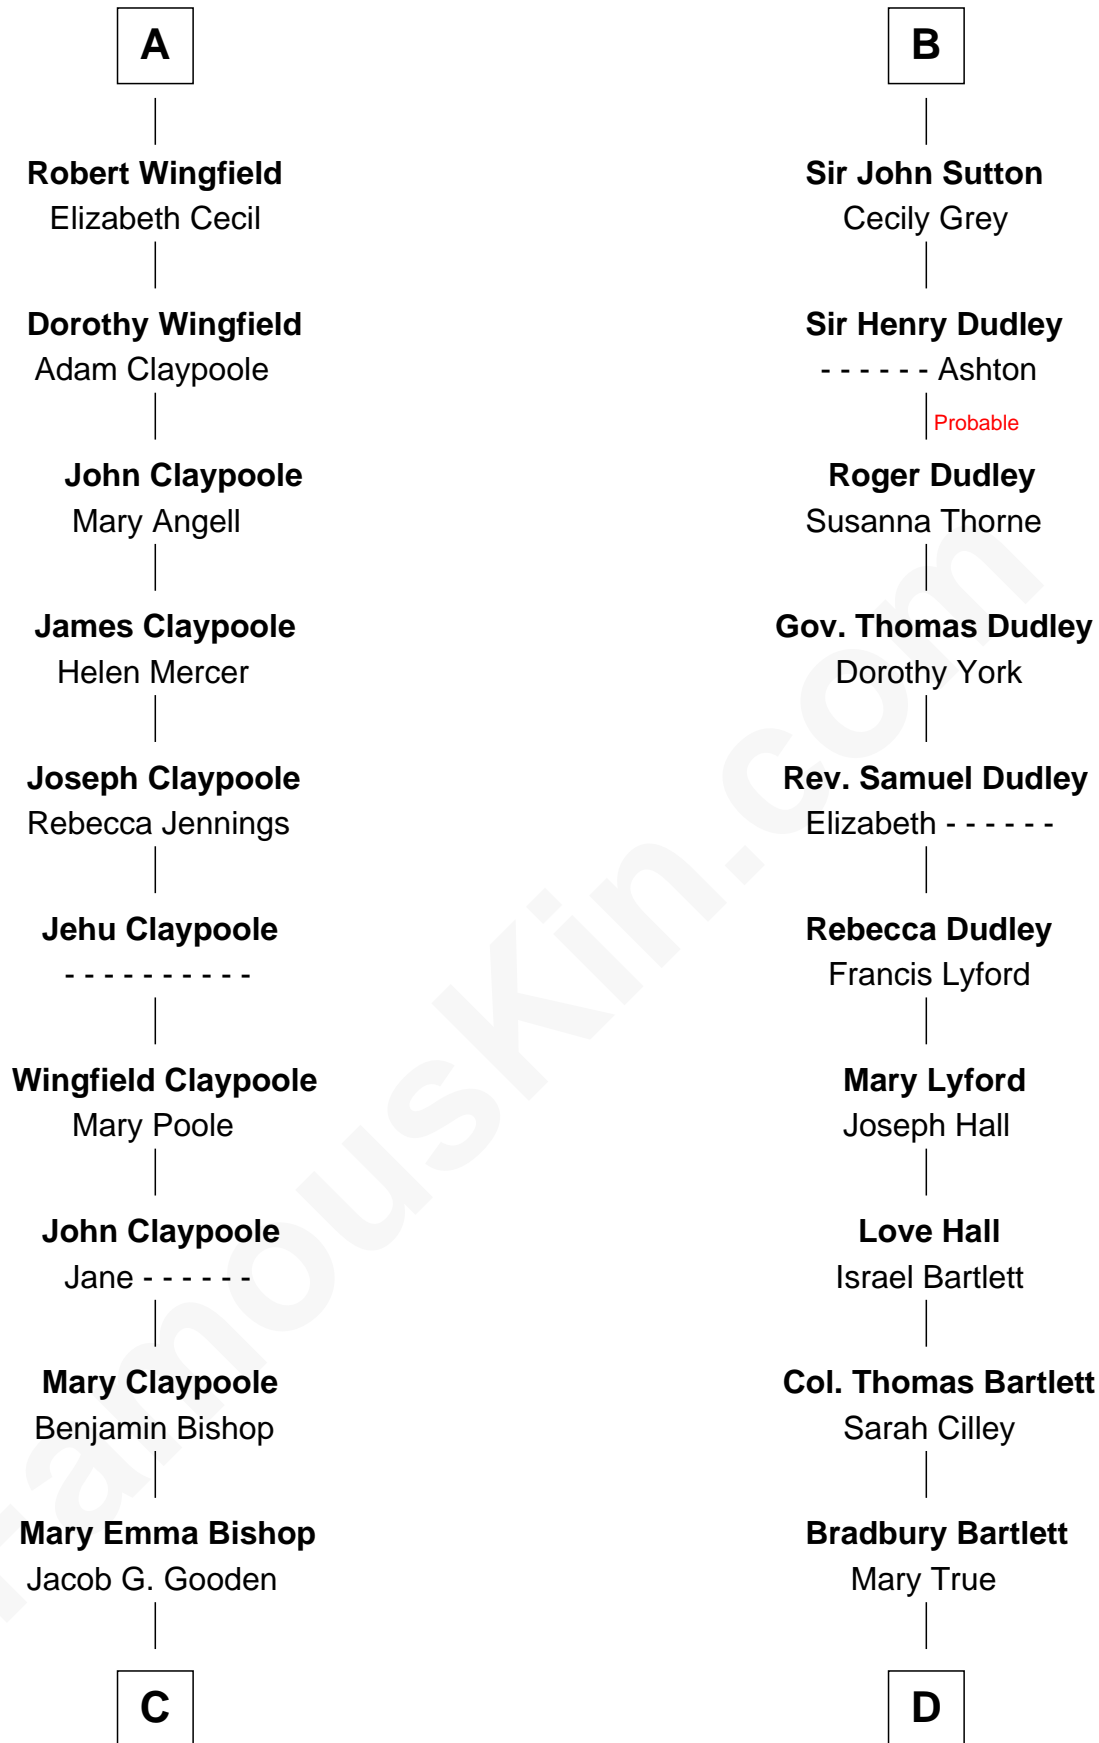 A
Robert Wingfield
Elizabeth Cecil
Dorothy Wingfield
Adam Claypoole
John Claypoole
Mary Angell
James Claypoole
Helen Mercer
Joseph Claypoole
Rebecca Jennings
Jehu Claypoole
- - - - - - - - - -
Wingfield Claypoole
Mary Poole
John Claypoole
Jane - - - - - -
Mary Claypoole
Benjamin Bishop
Mary Emma Bishop
Jacob G. Gooden
C
B
Sir John Sutton
Cecily Grey
Sir Henry Dudley
- - - - - - Ashton
Probable
Roger Dudley
Susanna Thorne
Gov. Thomas Dudley
Dorothy York
Rev. Samuel Dudley
Elizabeth - - - - - -
Rebecca Dudley
Francis Lyford
Mary Lyford
Joseph Hall
Love Hall
Israel Bartlett
Col. Thomas Bartlett
Sarah Cilley
Bradbury Bartlett
Mary True
D
FamousKin.com